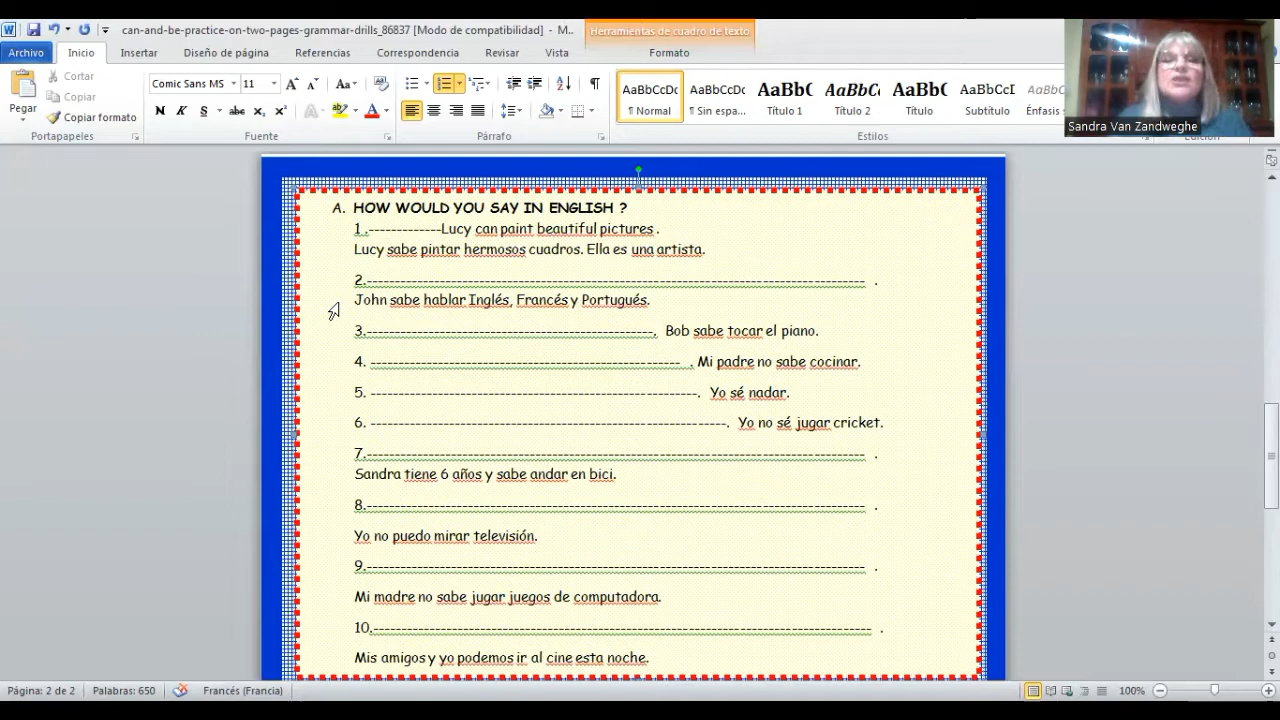 can-and-be-practice-on-two-pages-grammar-drills_86837 [Modo de compatibilidad] - M...
Herramientas de cuadro de texto
Archivo Inicio Insertar Diseño de página Referencias Correspondencia Revisar Vista Formato
Pegar
Cortar
Copiar
Copiar formato
Portapapeles
Comic Sans MS 11
Fuente
Párrafo
AaBbCcDc AaBbCcDc AaBbC AaBbCc AaBbC AaBbCcI
¶ Normal ¶ Sin espa... Título 1 Título 2 Título Subtítulo Énfasis s
Estilos
Sandra Van Zandweghe
A. HOW WOULD YOU SAY IN ENGLISH ?
1 .------------Lucy can paint beautiful pictures .
Lucy sabe pintar hermosos cuadros. Ella es una artista.
2.------------------------------------------------------------------------------------ .
John sabe hablar Inglés, Francés y Portugués.
3.------------------------------------------------. Bob sabe tocar el piano.
4. ---------------------------------------------------- . Mi padre no sabe cocinar.
5. -------------------------------------------------------. Yo sé nadar.
6. ------------------------------------------------------------. Yo no sé jugar cricket.
7.------------------------------------------------------------------------------------ .
Sandra tiene 6 años y sabe andar en bici.
8.------------------------------------------------------------------------------------ .
Yo no puedo mirar televisión.
9.------------------------------------------------------------------------------------ .
Mi madre no sabe jugar juegos de computadora.
10.------------------------------------------------------------------------------------ .
Mis amigos y yo podemos ir al cine esta noche.
Página: 2 de 2 Palabras: 650 Francés (Francia) 100%